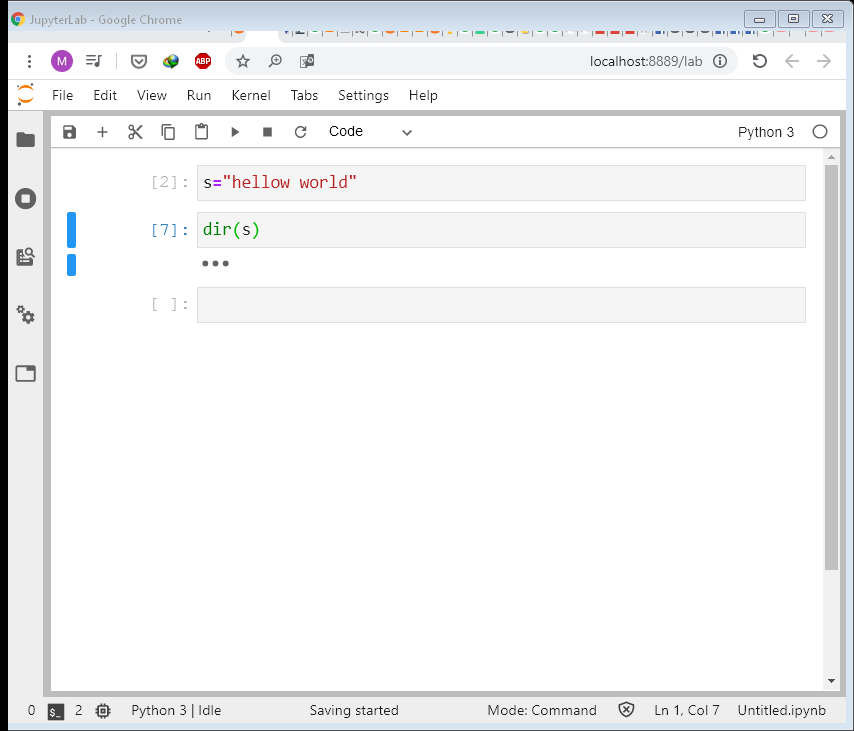 JupyterLab - Google Chrome
M
ABP
localhost:8889/lab
File Edit View Run Kernel Tabs Settings Help
Code
Python 3
[2]: s="hellow world"
[7]: dir(s)
•••
[ ]:
0 $_ 2 Python 3 | Idle Saving started Mode: Command Ln 1, Col 7 Untitled.ipynb